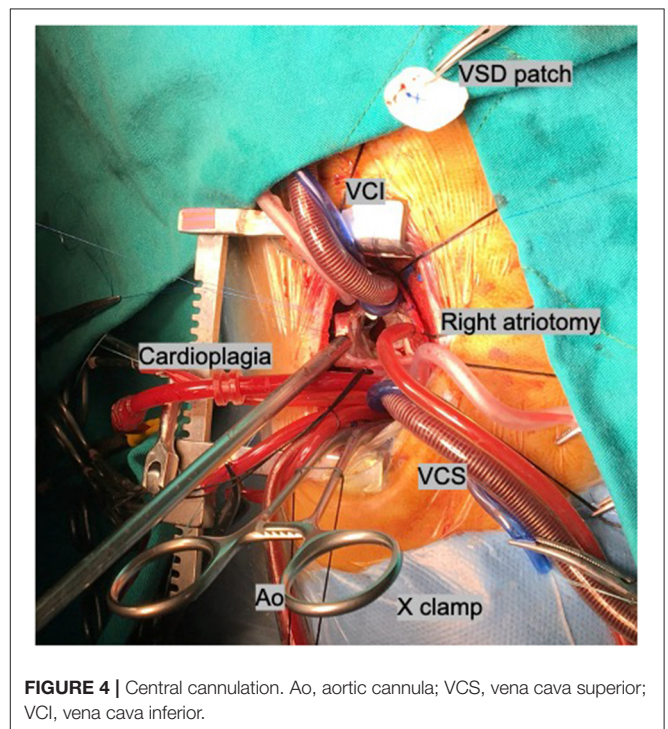 VSD patch
VCI
Right atriotomy
Cardioplagia
VCS
Ao
X clamp
FIGURE 4 | Central cannulation. Ao, aortic cannula; VCS, vena cava superior;
VCI, vena cava inferior.